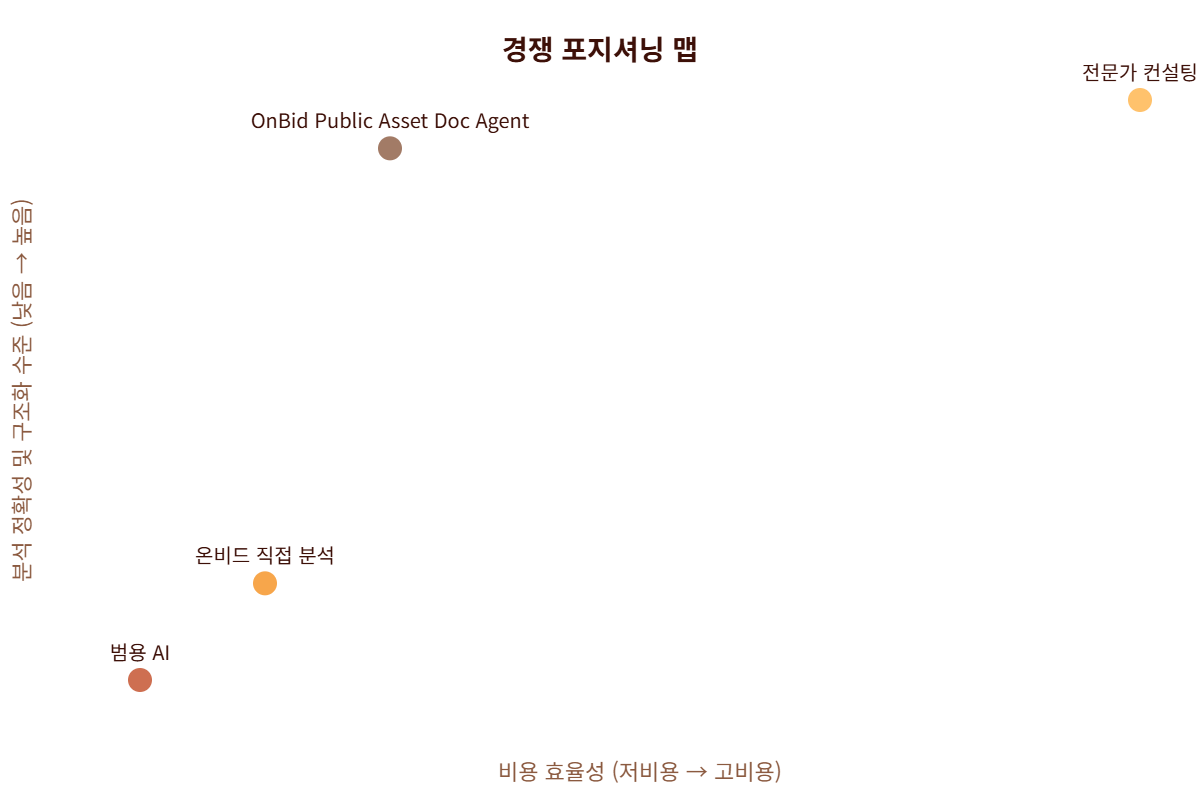 경쟁 포지셔닝 맵
전문가 컨설팅
OnBid Public Asset Doc Agent
분석 정확성 및 구조화 수준 (낮음 → 높음)
온비드 직접 분석
범용 AI
비용 효율성 (저비용 → 고비용)